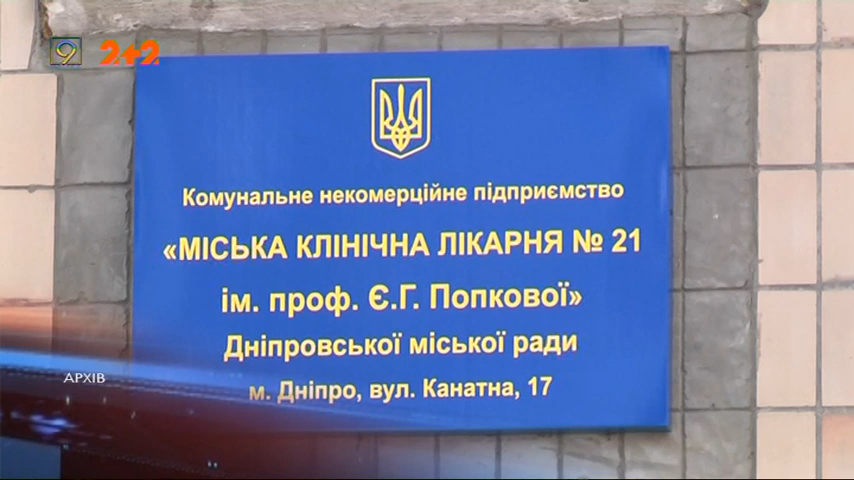 9 2+2
Комунальне некомерційне підприємство
«МІСЬКА КЛІНІЧНА ЛІКАРНЯ № 21
ім. проф. Є.Г. Попкової»
Дніпровської міської ради
АРХІВ
м. Дніпро, вул. Канатна, 17